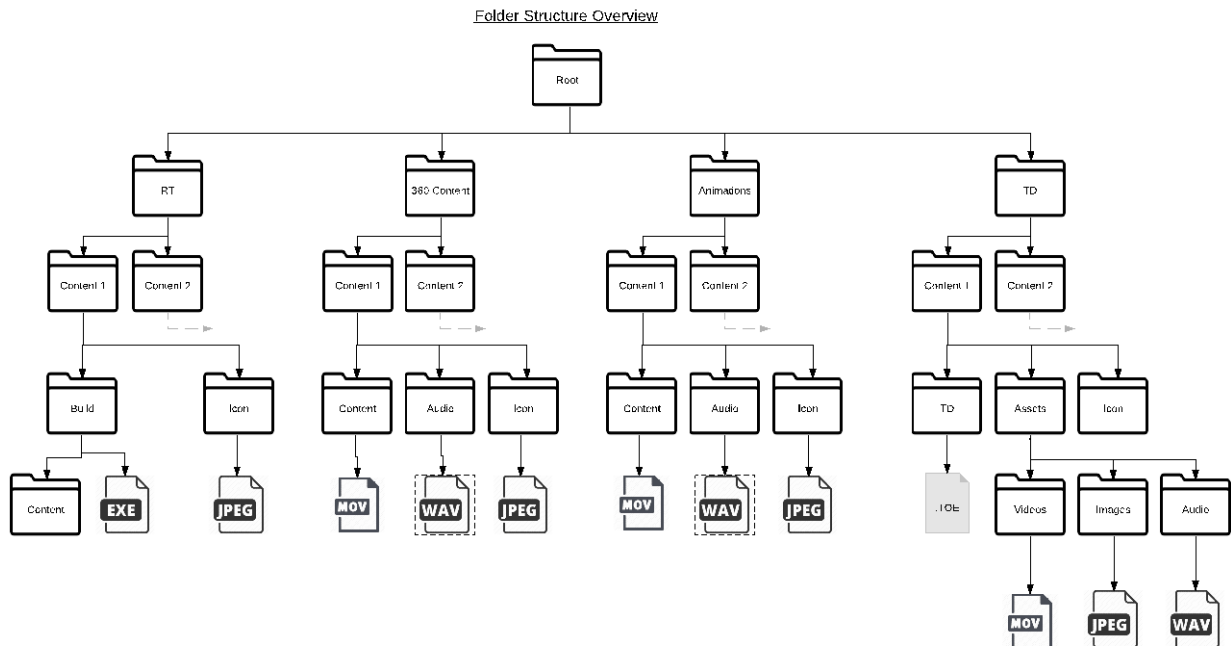 Folder Structure Overview
Root
RT
360 Content
Animations
TD
Content 1
Content 2
Content 1
Content 2
Content 1
Content 2
Content 1
Content 2
Build
Icon
Content
Audio
Icon
Content
Audio
Icon
TD
Assets
Icon
Content
EXE
JPEG
MOV
WAV
JPEG
MOV
WAV
JPEG
.TOE
Videos
Images
Audio
MOV
JPEG
WAV